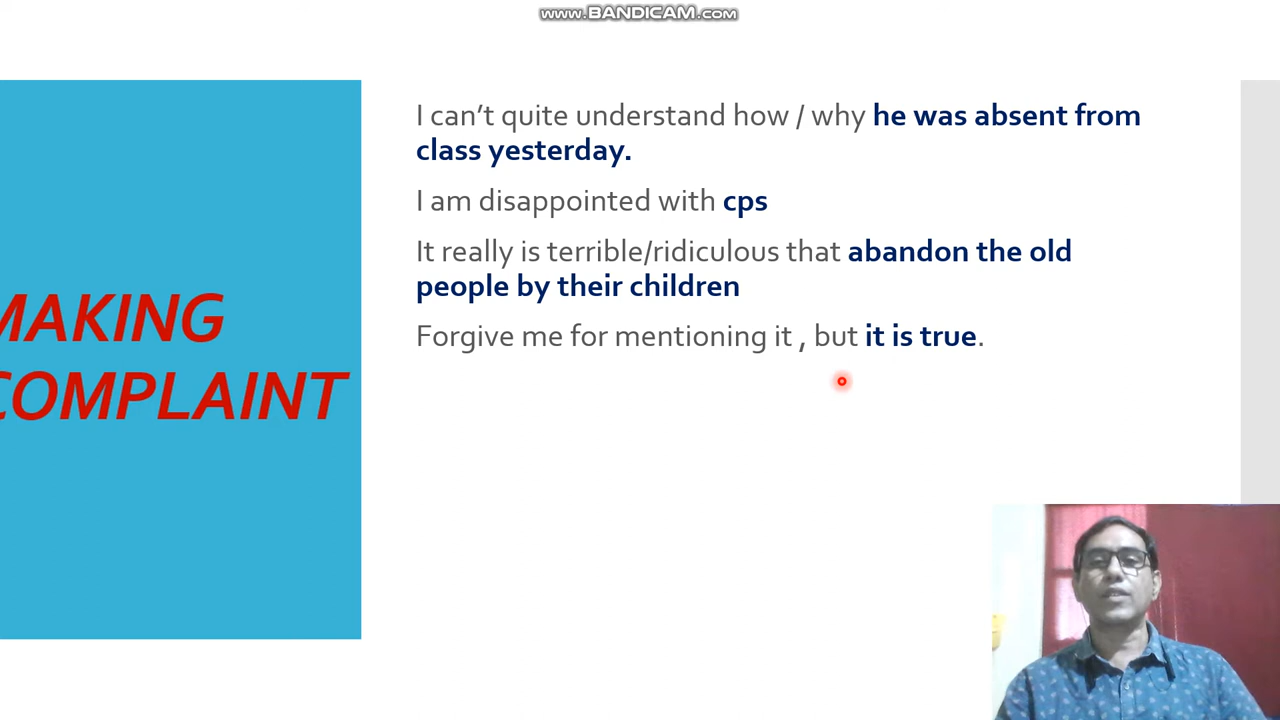 www.BANDICAM.com
I can't quite understand how / why he was absent from
class yesterday.
I am disappointed with cps
It really is terrible/ridiculous that abandon the old
people by their children
Forgive me for mentioning it , but it is true.
MAKING
COMPLAINT